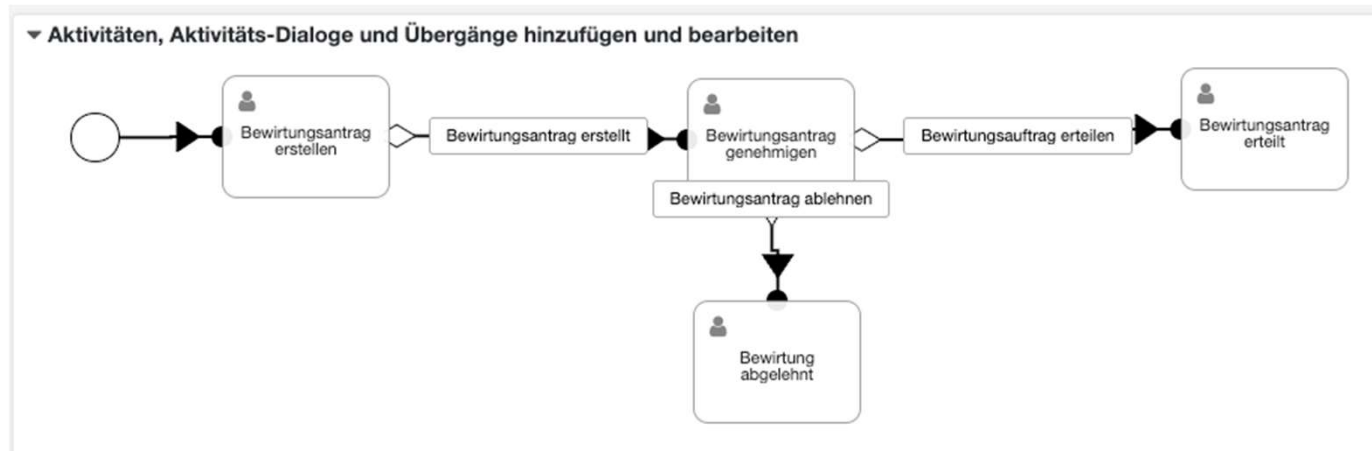 Aktivitäten, Aktivitäts-Dialoge und Übergänge hinzufügen und bearbeiten
Bewirtungsantrag
erstellen
Bewirtungsantrag erstellt
Bewirtungsantrag
genehmigen
Bewirtungsauftrag erteilen
Bewirtungsantrag
erteilt
Bewirtungsantrag ablehnen
Bewirtung
abgelehnt